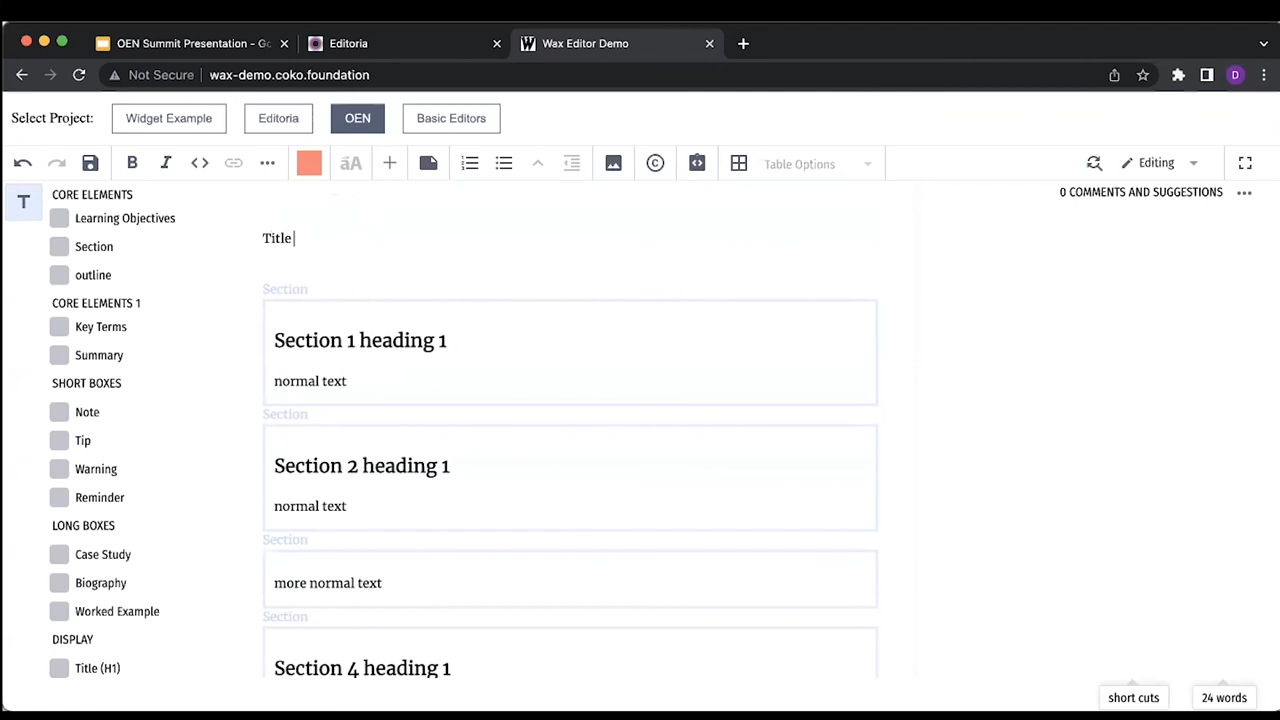 OEN Summit Presentation - Go
Editoria
Wax Editor Demo
Not Secure
wax-demo.coko.foundation
D
Select Project:
Widget Example
Editoria
OEN
Basic Editors
B
I
Table Options
Editing
T
CORE ELEMENTS
Learning Objectives
Section
outline
CORE ELEMENTS 1
Key Terms
Summary
SHORT BOXES
Note
Tip
Warning
Reminder
LONG BOXES
Case Study
Biography
Worked Example
DISPLAY
Title (H1)
Title
Section
Section 1 heading 1
normal text
Section
Section 2 heading 1
normal text
Section
more normal text
Section
Section 4 heading 1
0 COMMENTS AND SUGGESTIONS
short cuts
24 words